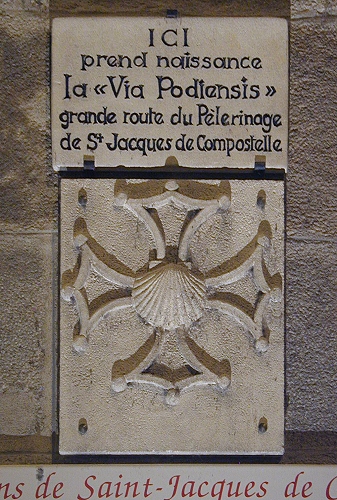 ICI
prend naissance
la «Via Podiensis»
grande route du Pèlerinage
de St Jacques de Compostelle
de Saint-Jacques de